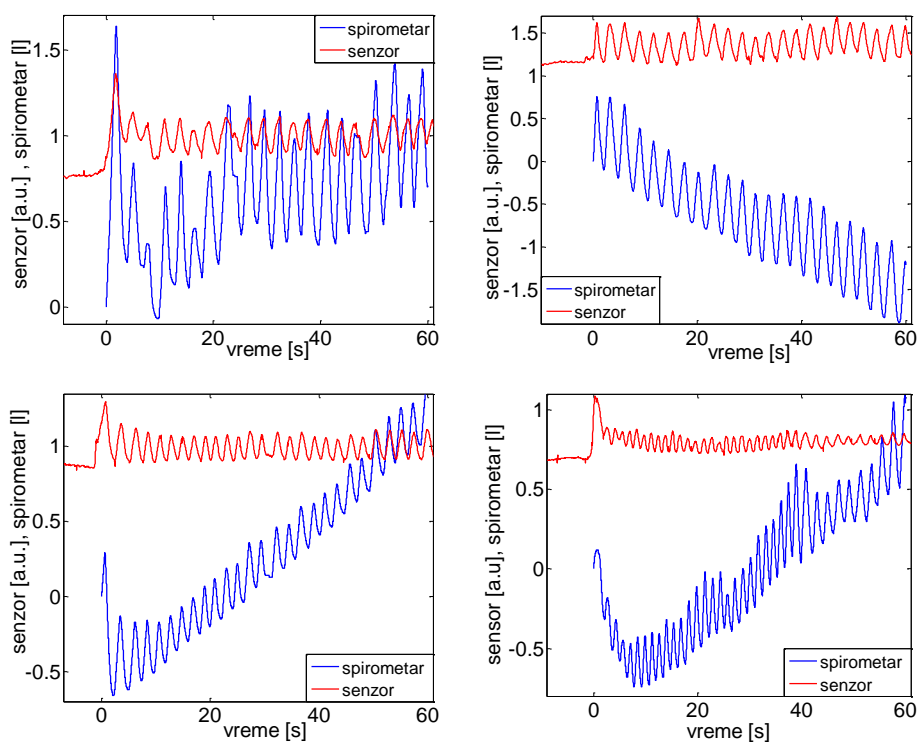 senzor [a.u.] , spirometar [l]
1.5
1
0.5
0
0
20
40
60
vreme [s]
spirometar
senzor
senzor [a.u.], spirometar [l]
1.5
1
0.5
0
-0.5
-1
-1.5
0
20
40
60
vreme [s]
spirometar
senzor
senzor [a.u.], spirometar [l]
1
0.5
0
-0.5
0
20
40
60
vreme [s]
spirometar
senzor
sensor [a.u], spirometar [l]
1
0.5
0
-0.5
0
20
40
60
vreme [s]
spirometar
senzor